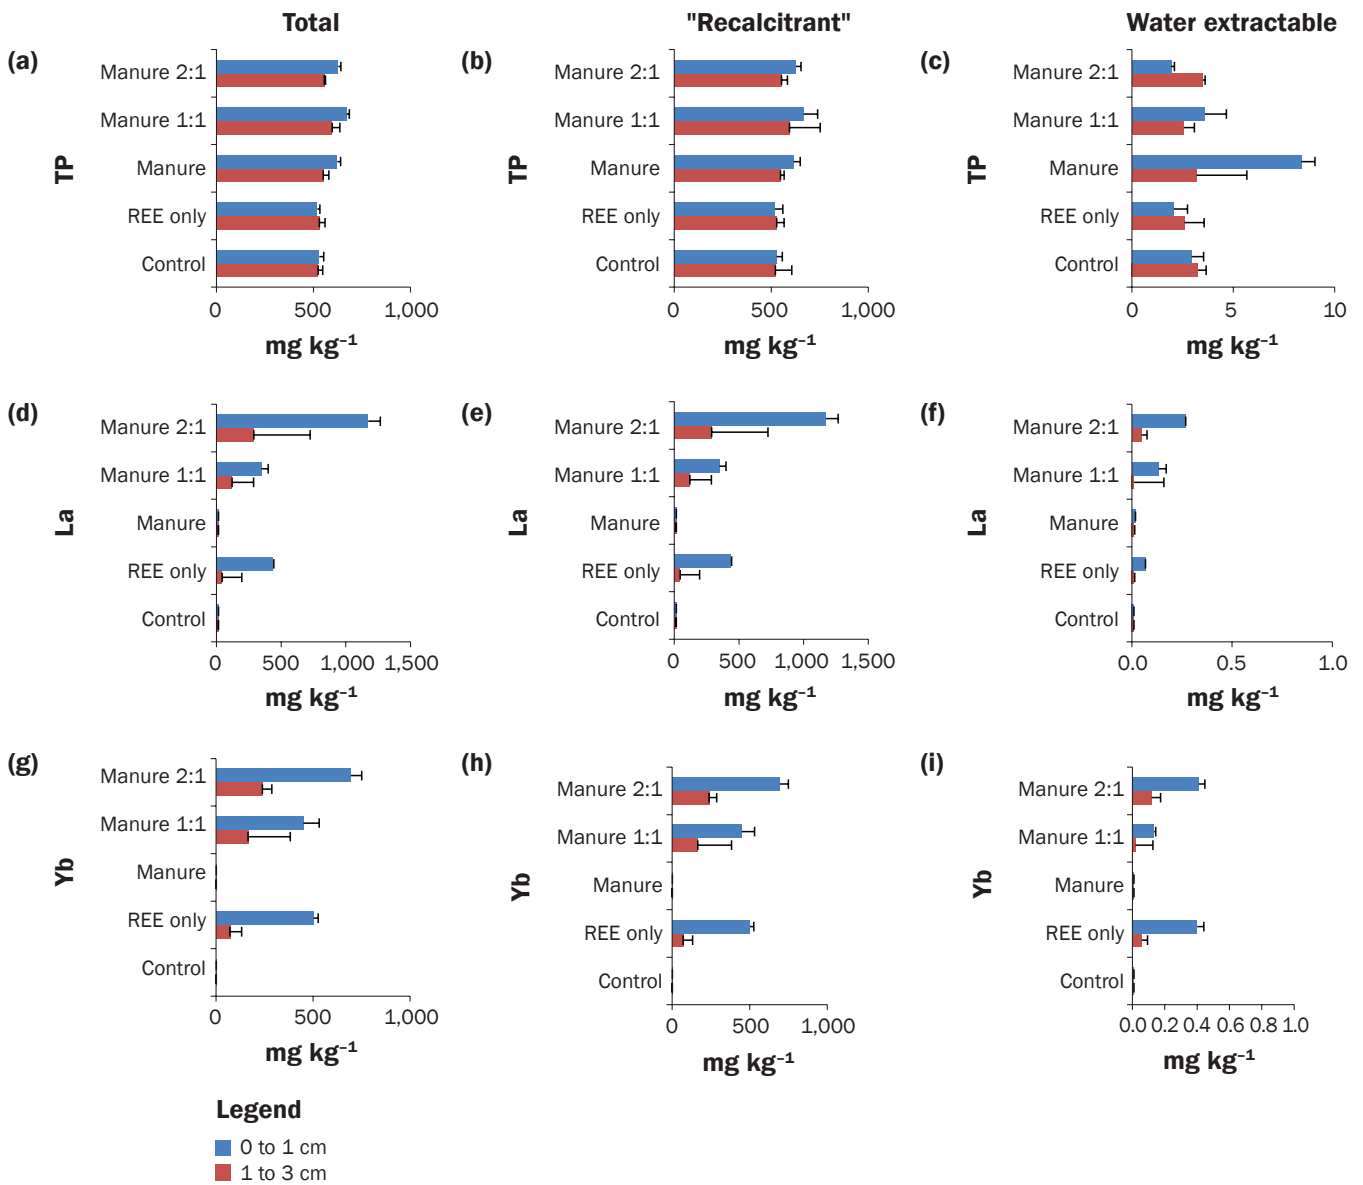 Total
"Recalcitrant"
Water extractable
(a)
TP
Manure 2:1
Manure 1:1
Manure
REE only
Control
0 500 1,000
mg kg⁻¹
(b)
TP
Manure 2:1
Manure 1:1
Manure
REE only
Control
0 500 1,000
mg kg⁻¹
(c)
TP
Manure 2:1
Manure 1:1
Manure
REE only
Control
0 5 10
mg kg⁻¹
(d)
La
Manure 2:1
Manure 1:1
Manure
REE only
Control
0 500 1,000 1,500
mg kg⁻¹
(e)
La
Manure 2:1
Manure 1:1
Manure
REE only
Control
0 500 1,000 1,500
mg kg⁻¹
(f)
La
Manure 2:1
Manure 1:1
Manure
REE only
Control
0.0 0.5 1.0
mg kg⁻¹
(g)
Yb
Manure 2:1
Manure 1:1
Manure
REE only
Control
0 500 1,000
mg kg⁻¹
(h)
Yb
Manure 2:1
Manure 1:1
Manure
REE only
Control
0 500 1,000
mg kg⁻¹
(i)
Yb
Manure 2:1
Manure 1:1
Manure
REE only
Control
0.0 0.2 0.4 0.6 0.8 1.0
mg kg⁻¹
Legend
0 to 1 cm
1 to 3 cm